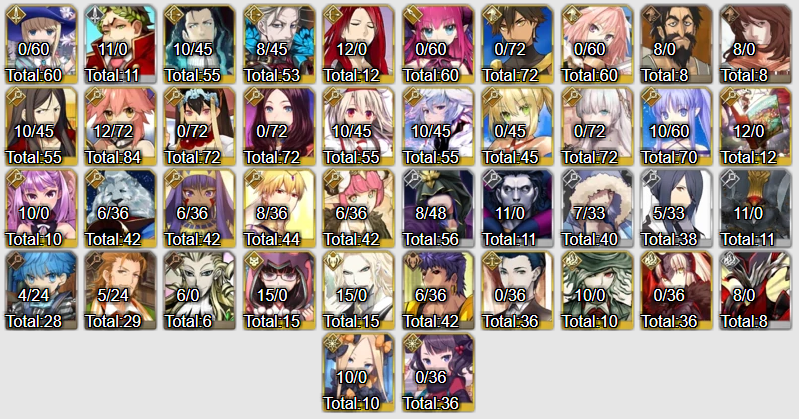 0/60 11/0 10/45 8/45 12/0 0/60 0/72 0/60 8/0 8/0
Total:60 Total:11 Total:55 Total:53 Total:12 Total:60 Total:72 Total:60 Total:8 Total:8
10/45 12/72 0/72 0/72 10/45 10/45 0/45 0/72 10/60 12/0
Total:55 Total:84 Total:72 Total:72 Total:55 Total:55 Total:45 Total:72 Total:70 Total:12
10/0 6/36 6/36 8/36 6/36 8/48 11/0 7/33 5/33 11/0
Total:10 Total:42 Total:42 Total:44 Total:42 Total:56 Total:11 Total:40 Total:38 Total:11
4/24 5/24 6/0 15/0 15/0 6/36 0/36 10/0 0/36 8/0
Total:28 Total:29 Total:6 Total:15 Total:15 Total:42 Total:36 Total:10 Total:36 Total:8
10/0 0/36
Total:10 Total:36